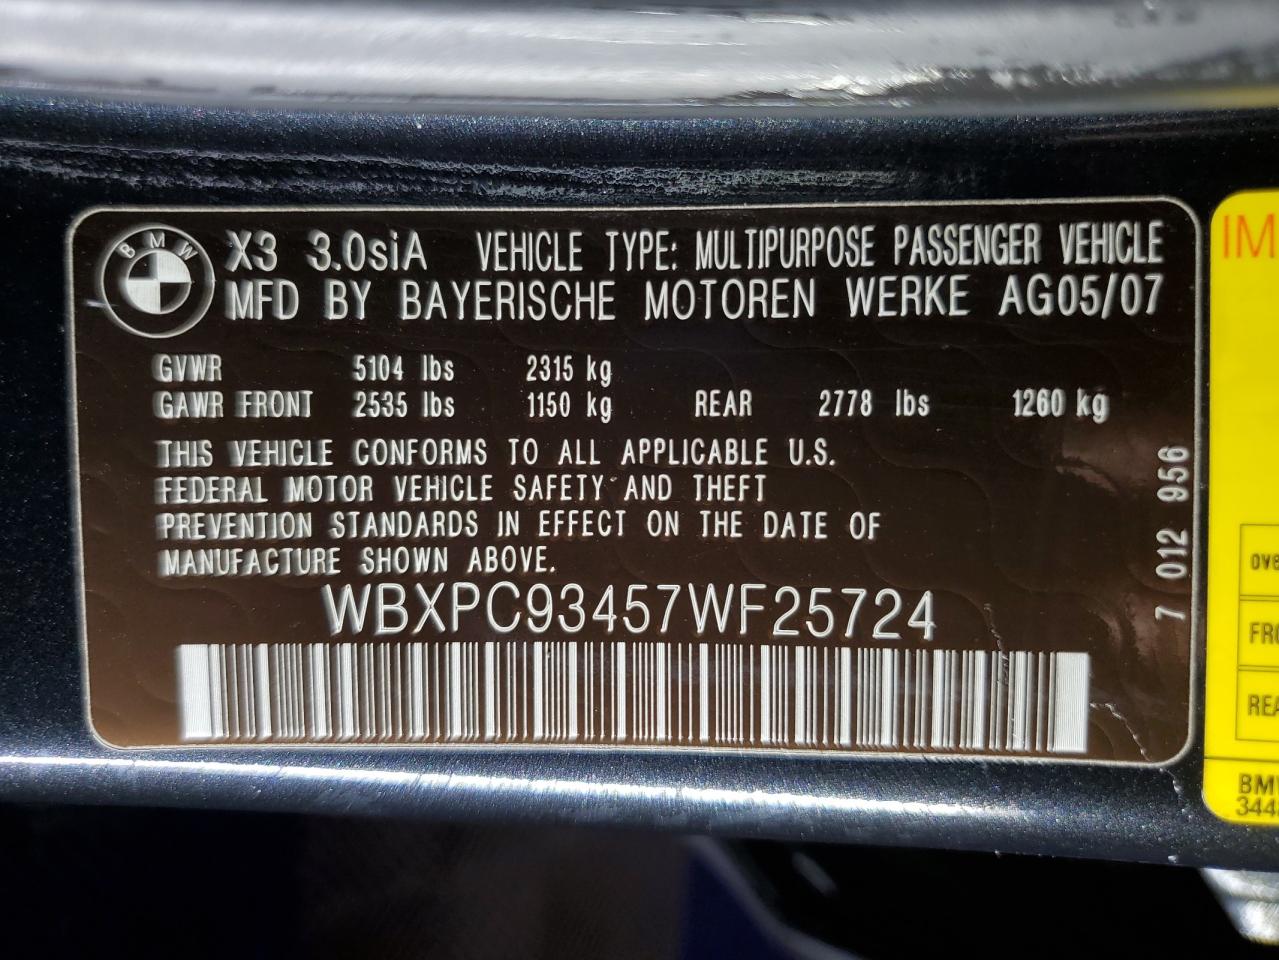 BMW
X3 3.0siA VEHICLE TYPE: MULTIPURPOSE PASSENGER VEHICLE
MFD BY BAYERISCHE MOTOREN WERKE AG05/07
GVWR 5104 lbs 2315 kg
GAWR FRONT 2535 lbs 1150 kg REAR 2778 lbs 1260 kg
THIS VEHICLE CONFORMS TO ALL APPLICABLE U.S.
FEDERAL MOTOR VEHICLE SAFETY AND THEFT
PREVENTION STANDARDS IN EFFECT ON THE DATE OF
MANUFACTURE SHOWN ABOVE.
WBXPC93457WF25724
7 012 956
IM
OVE
FRO
REA
BMW
344